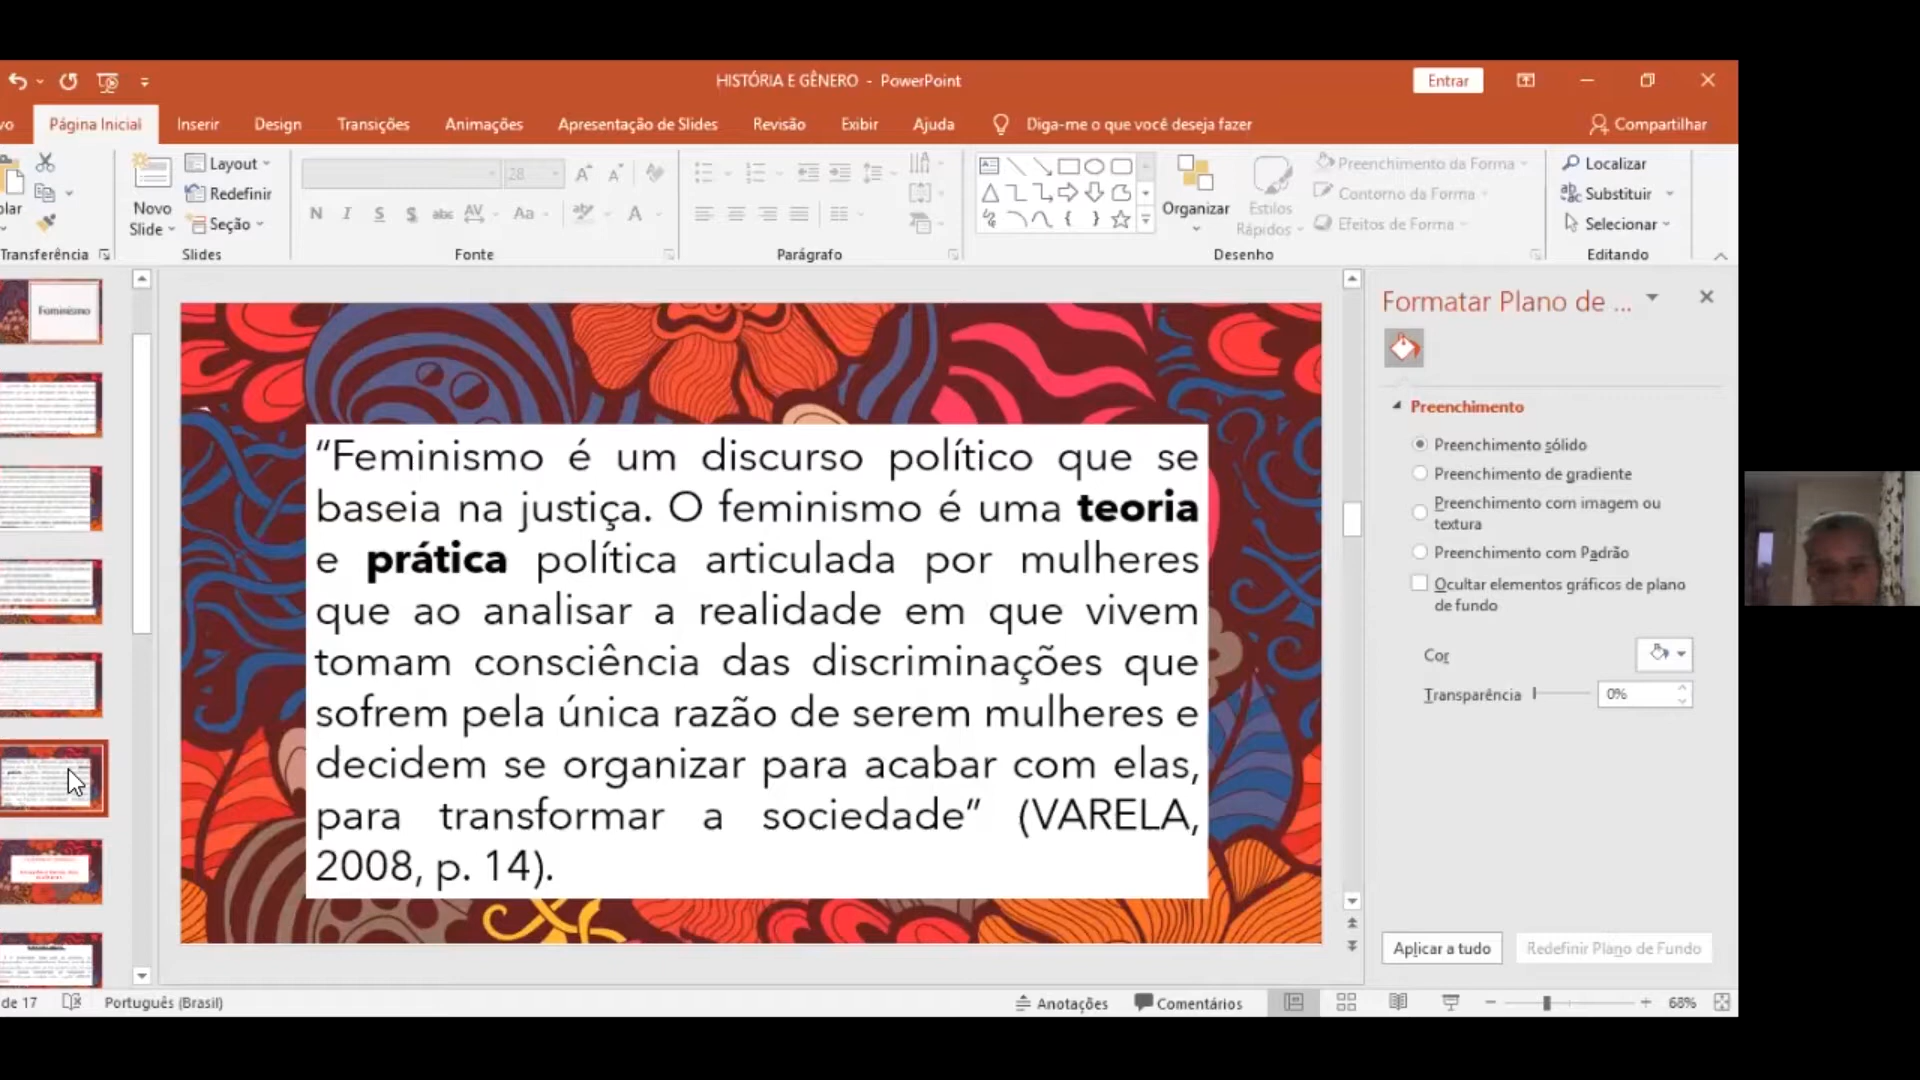 HISTÓRIA E GÊNERO - PowerPoint
Entrar
vo Página Inicial Inserir Design Transições Animações Apresentação de Slides Revisão Exibir Ajuda Diga-me o que você deseja fazer Compartilhar
Layout
Redefinir
Seção
Novo
Slide
olar
Transferência
Slides
28
N I S S abc AV Aa A
Fonte
Parágrafo
Organizar
Estilos
Rápidos
Preenchimento da Forma
Contorno da Forma
Efeitos de Forma
Desenho
Localizar
Substituir
Selecionar
Editando
Feminismo
“Feminismo é um discurso político que se
baseia na justiça. O feminismo é uma teoria
e prática política articulada por mulheres
que ao analisar a realidade em que vivem
tomam consciência das discriminações que
sofrem pela única razão de serem mulheres e
decidem se organizar para acabar com elas,
para transformar a sociedade” (VARELA,
2008, p. 14).
Formatar Plano de ...
Preenchimento
Preenchimento sólido
Preenchimento de gradiente
Preenchimento com imagem ou
textura
Preenchimento com Padrão
Ocultar elementos gráficos de plano
de fundo
Cor
Transparência 0%
Aplicar a tudo Redefinir Plano de Fundo
de 17 Português (Brasil) Anotações Comentários 68%